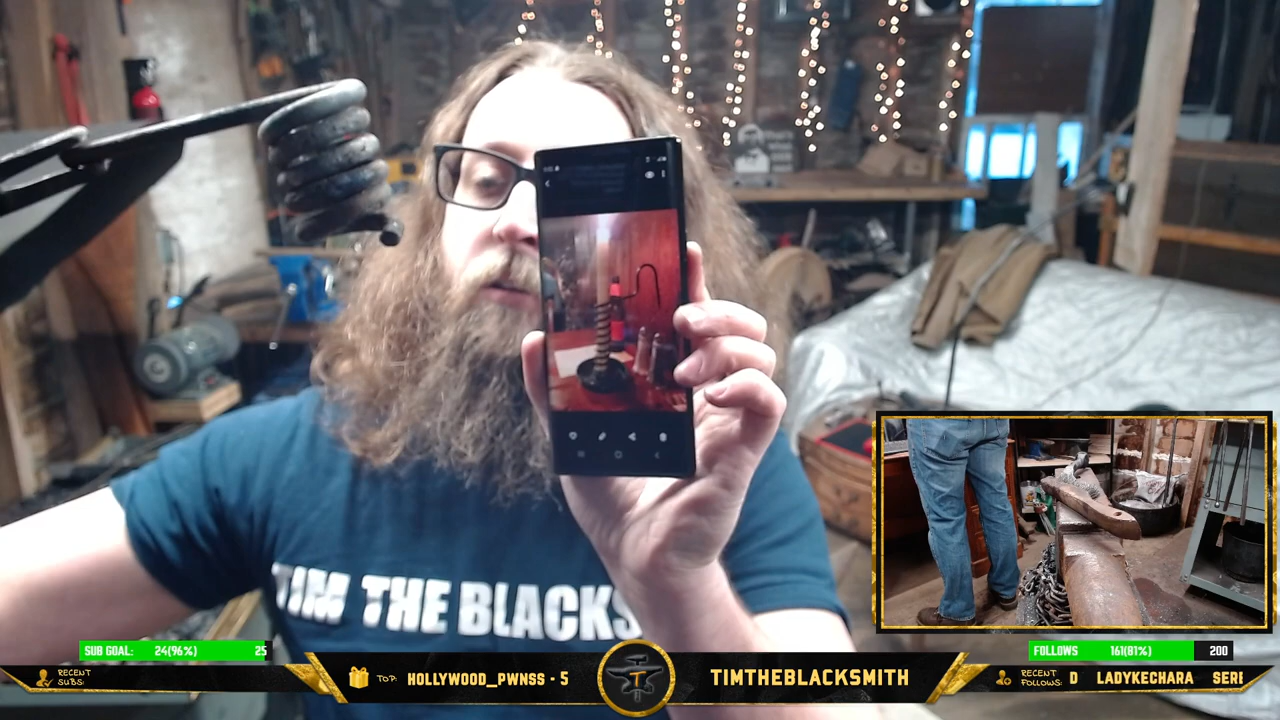 TIM THE BLACKS
SUB GOAL: 24(96%) 25
FOLLOWS 161(81%) 200
RECENT SUBS:
TOP: HOLLYWOOD_PWNSS - 5
T
TIMTHEBLACKSMITH
RECENT FOLLOWS: D LADYKECHARA SERI